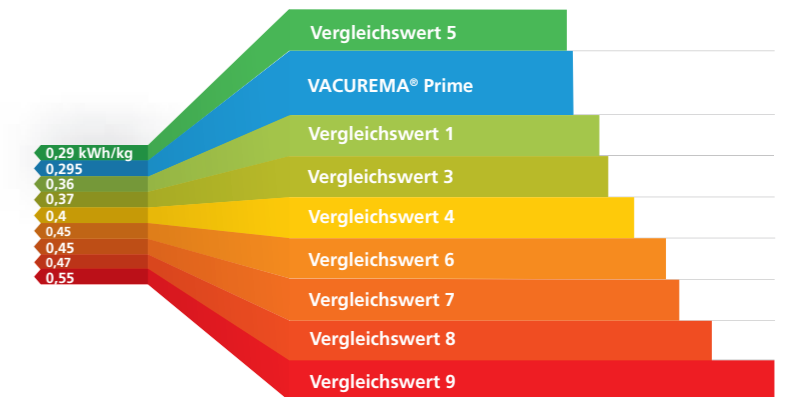 Vergleichswert 5
VACUREMA® Prime
Vergleichswert 1
Vergleichswert 3
Vergleichswert 4
Vergleichswert 6
Vergleichswert 7
Vergleichswert 8
Vergleichswert 9
0,29 kWh/kg
0,295
0,36
0,37
0,4
0,45
0,45
0,47
0,55